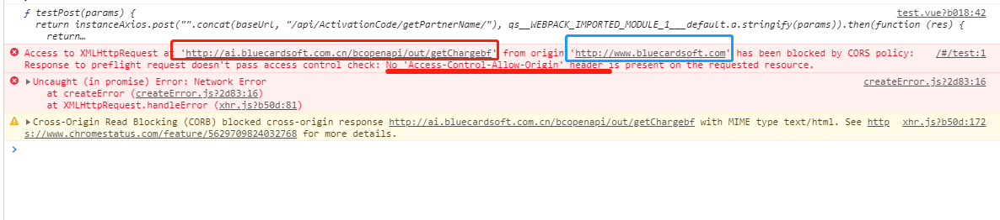 ƒ testPost(params) { test.vue?b018:42
return instanceAxios.post("".concat(baseUrl, "/api/ActivationCode/getPartnerName/"), qs__WEBPACK_IMPORTED_MODULE_1___default.a.stringify(params)).then(function (res) {
return…
Access to XMLHttpRequest at 'http://ai.bluecardsoft.com.cn/bcopenapi/out/getChargebf' from origin 'http://www.bluecardsoft.com' has been blocked by CORS policy: /#/test:1
Response to preflight request doesn't pass access control check: No 'Access-Control-Allow-Origin' header is present on the requested resource.
▶Uncaught (in promise) Error: Network Error createError.js?2d83:16
at createError (createError.js?2d83:16)
at XMLHttpRequest.handleError (xhr.js?b50d:81)
▶Cross-Origin Read Blocking (CORB) blocked cross-origin response http://ai.bluecardsoft.com.cn/bcopenapi/out/getChargebf with MIME type text/html. See http xhr.js?b50d:172
s://www.chromestatus.com/feature/5629709824032768 for more details.